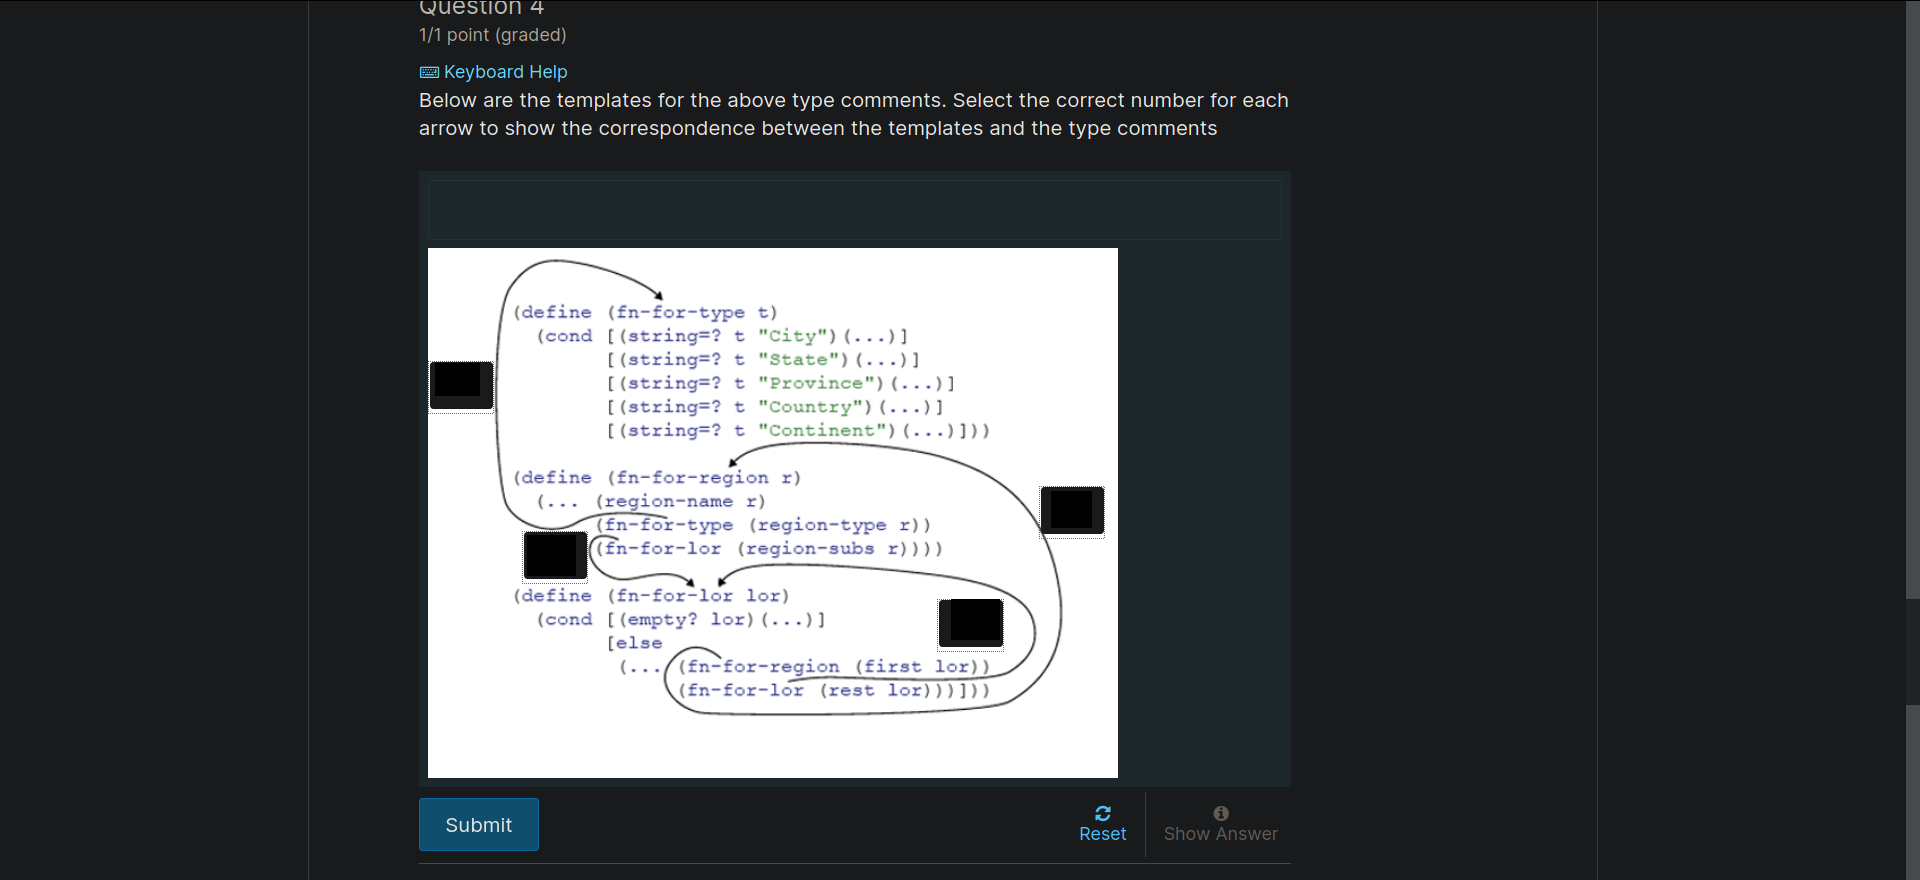 Question 4
1/1 point (graded)
Keyboard Help
Below are the templates for the above type comments. Select the correct number for each
arrow to show the correspondence between the templates and the type comments
(define (fn-for-type t)
(cond [(string=? t "City")(...)]
[(string=? t "State")(...)]
[(string=? t "Province")(...)]
[(string=? t "Country")(...)]
[(string=? t "Continent")(...)]))
(define (fn-for-region r)
(... (region-name r)
(fn-for-type (region-type r))
(fn-for-lor (region-subs r))))
(define (fn-for-lor lor)
(cond [(empty? lor)(...)]
[else
(... (fn-for-region (first lor))
(fn-for-lor (rest lor)))]))
Submit
Reset
Show Answer